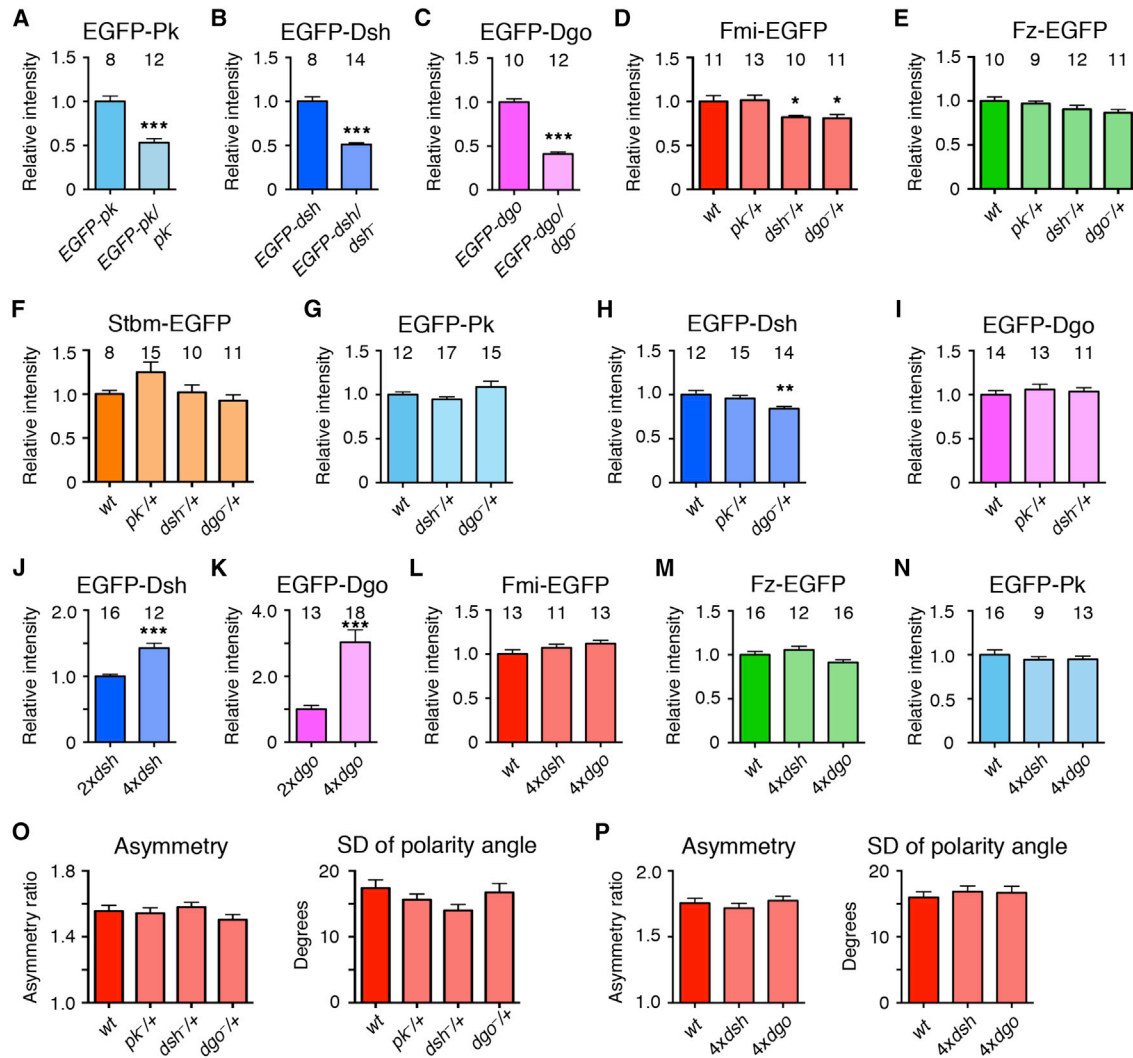 A
EGFP-Pk
8 12
Relative intensity
1.5
1.0
0.5
0
***
EGFP-pk
EGFP-pk/
pk⁻
B
EGFP-Dsh
8 14
Relative intensity
1.5
1.0
0.5
0
***
EGFP-dsh
EGFP-dsh/
dsh⁻
C
EGFP-Dgo
10 12
Relative intensity
1.5
1.0
0.5
0
***
EGFP-dgo
EGFP-dgo/
dgo⁻
D
Fmi-EGFP
11 13 10 11
Relative intensity
1.5
1.0
0.5
0
* *
wt
pk⁻/+
dsh⁻/+
dgo⁻/+
E
Fz-EGFP
10 9 12 11
Relative intensity
1.5
1.0
0.5
0
wt
pk⁻/+
dsh⁻/+
dgo⁻/+
F
Stbm-EGFP
8 15 10 11
Relative intensity
1.5
1.0
0.5
0
wt
pk⁻/+
dsh⁻/+
dgo⁻/+
G
EGFP-Pk
12 17 15
Relative intensity
1.5
1.0
0.5
0
wt
dsh⁻/+
dgo⁻/+
H
EGFP-Dsh
12 15 14
Relative intensity
1.5
1.0
0.5
0
**
wt
pk⁻/+
dgo⁻/+
I
EGFP-Dgo
14 13 11
Relative intensity
1.5
1.0
0.5
0
wt
pk⁻/+
dsh⁻/+
J
EGFP-Dsh
16 12
Relative intensity
2.0
1.0
0
***
2xdsh
4xdsh
K
EGFP-Dgo
13 18
Relative intensity
4.0
2.0
0
***
2xdgo
4xdgo
L
Fmi-EGFP
13 11 13
Relative intensity
1.5
1.0
0.5
0
wt
4xdsh
4xdgo
M
Fz-EGFP
16 12 16
Relative intensity
1.5
1.0
0.5
0
wt
4xdsh
4xdgo
N
EGFP-Pk
16 9 13
Relative intensity
1.5
1.0
0.5
0
wt
4xdsh
4xdgo
O
Asymmetry
Asymmetry ratio
1.8
1.6
1.4
1.0
wt
pk⁻/+
dsh⁻/+
dgo⁻/+
SD of polarity angle
Degrees
20
15
10
0
wt
pk⁻/+
dsh⁻/+
dgo⁻/+
P
Asymmetry
Asymmetry ratio
2.0
1.7
1.4
1.0
wt
4xdsh
4xdgo
SD of polarity angle
Degrees
20
15
10
0
wt
4xdsh
4xdgo